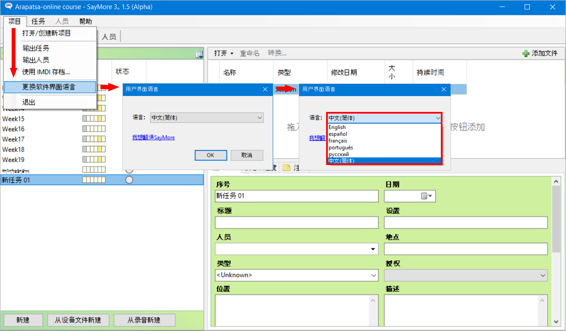 Arapatsa-online course - SayMore 3, 1.5 (Alpha)
项目 任务 人员 帮助
打开/创建新项目
输出任务
输出人员
使用 IMDI 存档...
更换软件界面语言
退出
人员
状态
打开 重命名 转换...
添加文件
名称 类型 修改日期 大小 持续时间
用户界面语言
语言: 中文(简体)
我想翻译SayMore
OK 取消
用户界面语言
语言: 中文(简体)
English
español
français
português
русский
中文(简体)
按钮添加
Week15
Week16
Week17
Week18
Week19
新任务 01
序号 日期
新任务 01
标题 设置
人员 地点
类型 授权
<Unknown>
位置 描述
新建 从设备文件新建 从录音新建